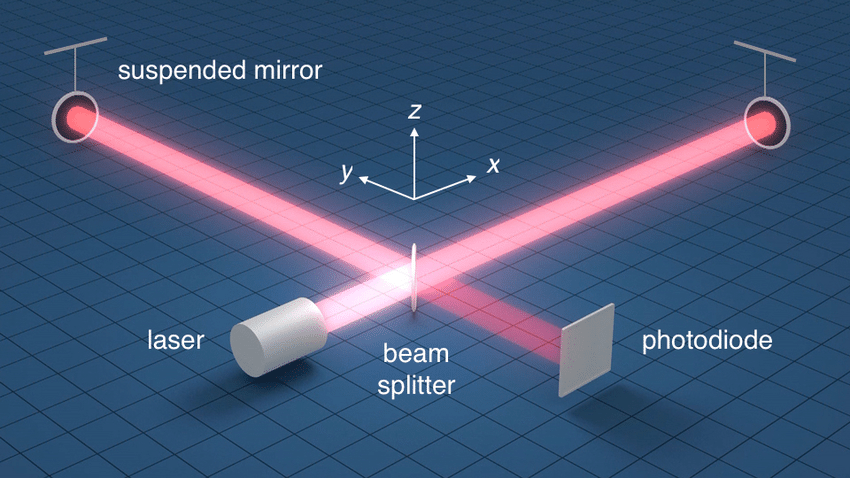 suspended mirror
z
y
x
laser
beam
splitter
photodiode